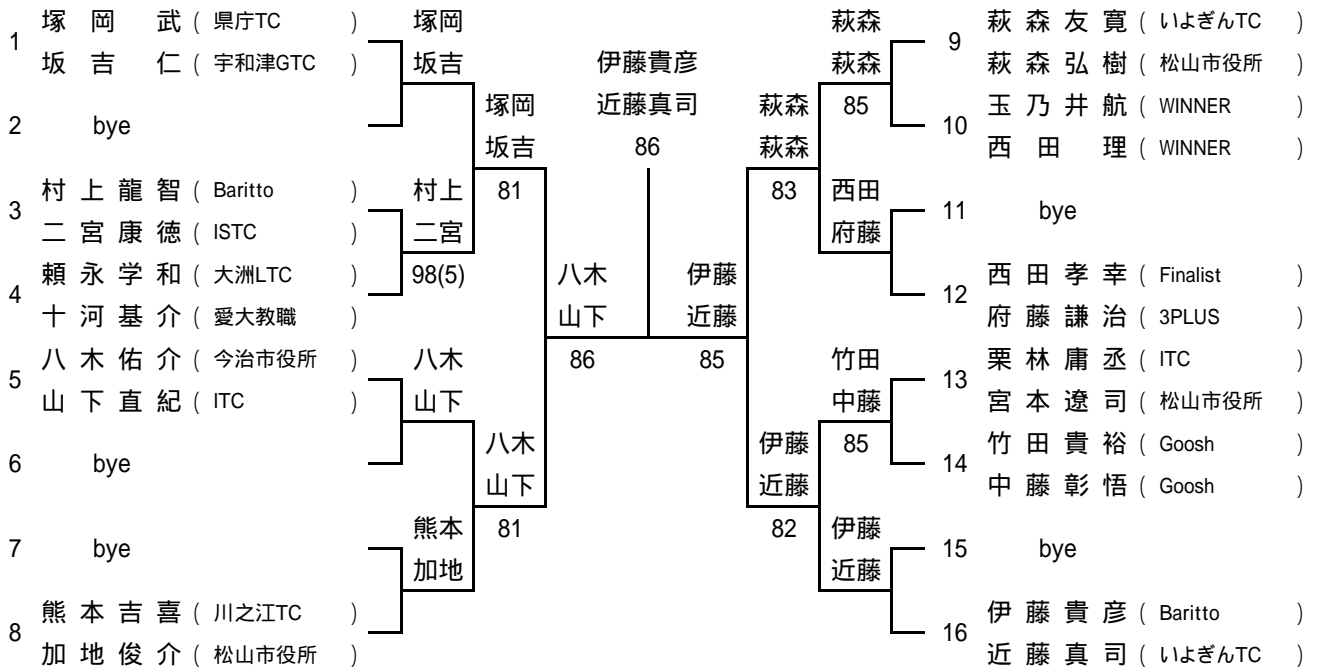 1 塚岡 武 ( 県庁TC )
坂吉 仁 ( 宇和津GTC )
2 bye
3 村上龍智 ( Baritto )
二宮康徳 ( ISTC )
4 頼永学和 ( 大洲LTC )
十河基介 ( 愛大教職 )
5 八木佑介 ( 今治市役所 )
山下直紀 ( ITC )
6 bye
7 bye
8 熊本吉喜 ( 川之江TC )
加地俊介 ( 松山市役所 )
塚岡
坂吉
村上
二宮
98(5)
八木
山下
熊本
加地
塚岡
坂吉
81
八木
山下
81
八木
山下
86
伊藤貴彦
近藤真司
86
伊藤
近藤
85
萩森
萩森
83
伊藤
近藤
82
萩森
萩森
85
西田
府藤
竹田
中藤
85
伊藤
近藤
9 萩森友寛 ( いよぎんTC )
萩森弘樹 ( 松山市役所 )
10 玉乃井航 ( WINNER )
西田 理 ( WINNER )
11 bye
12 西田孝幸 ( Finalist )
府藤謙治 ( 3PLUS )
13 栗林庸丞 ( ITC )
宮本遼司 ( 松山市役所 )
14 竹田貴裕 ( Goosh )
中藤彰悟 ( Goosh )
15 bye
16 伊藤貴彦 ( Baritto )
近藤真司 ( いよぎんTC )